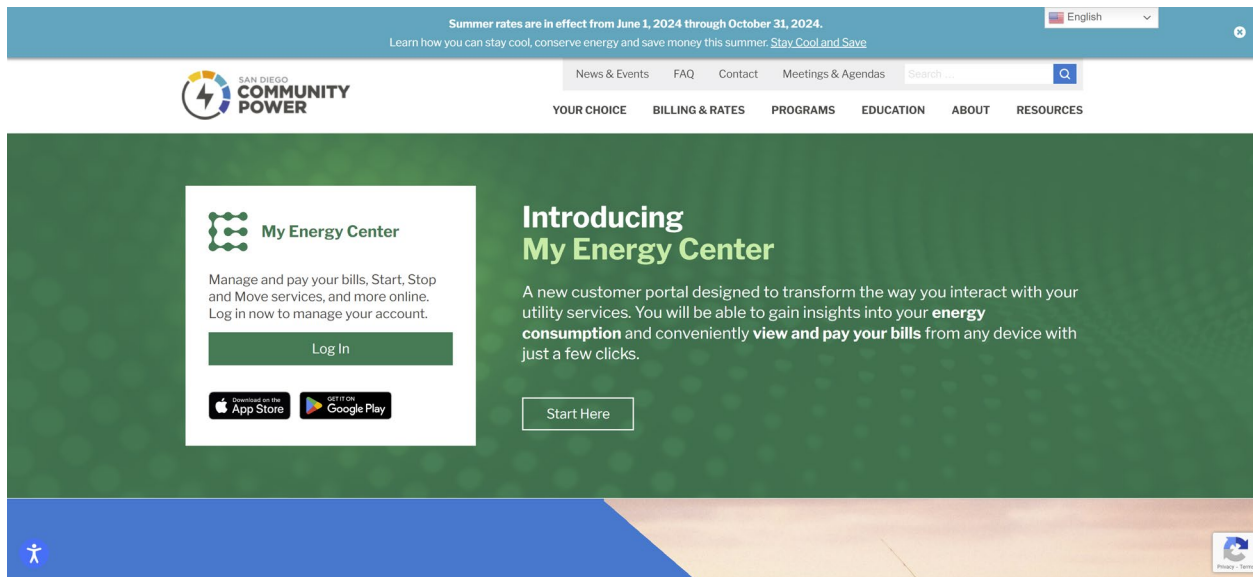 Summer rates are in effect from June 1, 2024 through October 31, 2024.
Learn how you can stay cool, conserve energy and save money this summer. Stay Cool and Save
English
SAN DIEGO
COMMUNITY
POWER
News & Events FAQ Contact Meetings & Agendas Search ...
YOUR CHOICE BILLING & RATES PROGRAMS EDUCATION ABOUT RESOURCES
My Energy Center
Manage and pay your bills, Start, Stop
and Move services, and more online.
Log in now to manage your account.
Log In
Download on the
App Store
GET IT ON
Google Play
Introducing
My Energy Center
A new customer portal designed to transform the way you interact with your
utility services. You will be able to gain insights into your energy
consumption and conveniently view and pay your bills from any device with
just a few clicks.
Start Here
Privacy - Terms